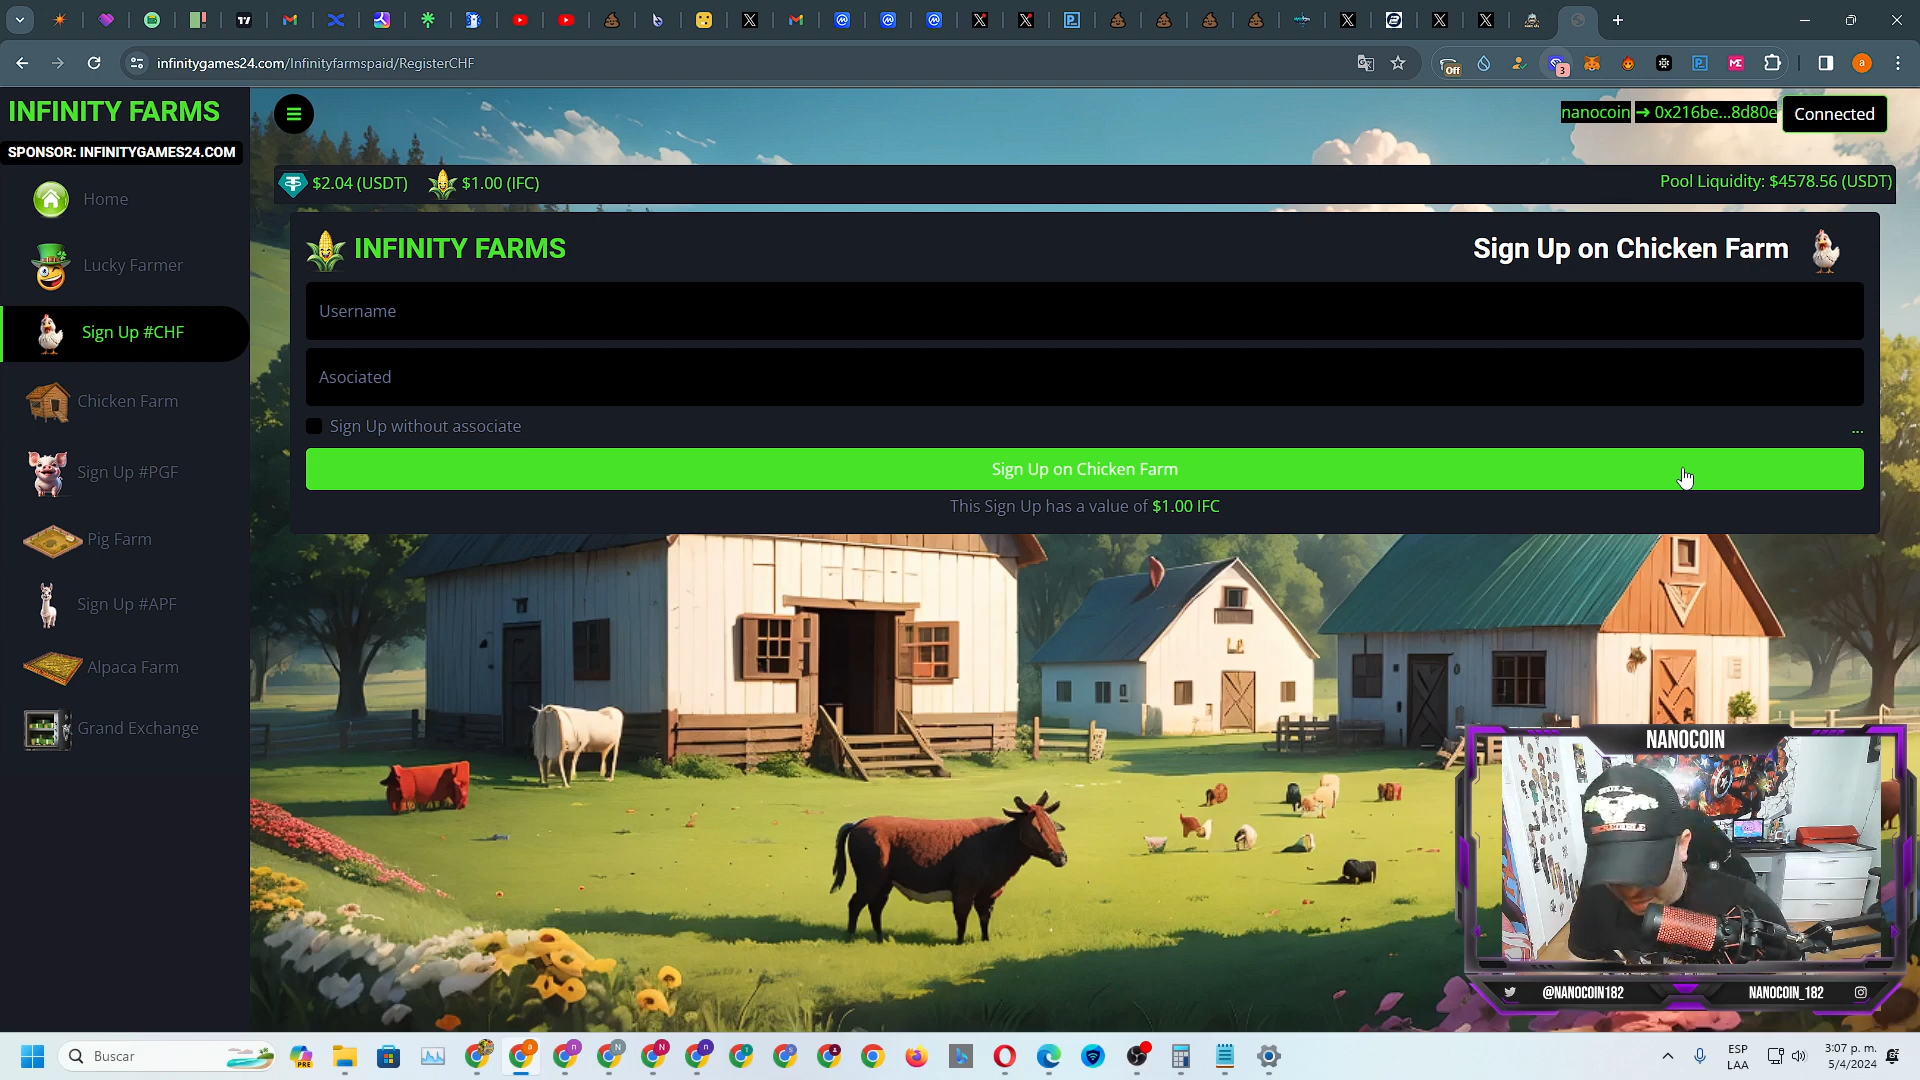 infinitygames24.com/Infinityfarmspaid/RegisterCHF
Off
3
a
INFINITY FARMS
SPONSOR: INFINITYGAMES24.COM
Home
Lucky Farmer
Sign Up #CHF
Chicken Farm
Sign Up #PGF
Pig Farm
Sign Up #APF
Alpaca Farm
Grand Exchange
nanocoin ➔ 0x216be...8d80e
Connected
$2.04 (USDT)
$1.00 (IFC)
Pool Liquidity: $4578.56 (USDT)
INFINITY FARMS
Sign Up on Chicken Farm
Username
Asociated
Sign Up without associate
...
Sign Up on Chicken Farm
This Sign Up has a value of $1.00 IFC
NANOCOIN
@NANOCOIN182
NANOCOIN_182
Buscar
PRE
ESP
LAA
3:07 p. m.
5/4/2024